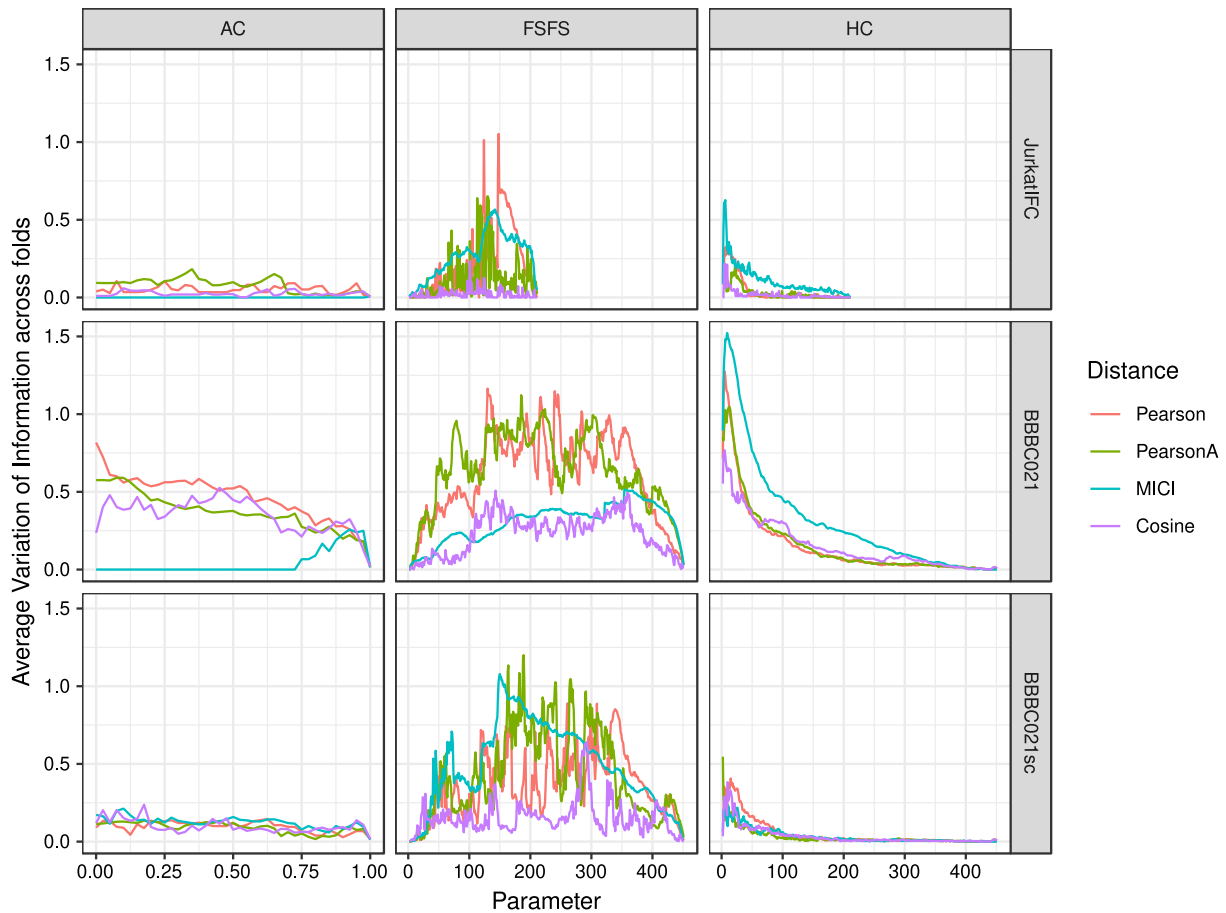 AC FSFS HC
1.5
1.0
0.5
0.0
JurkatIFC
1.5
1.0
0.5
0.0
BBBC021
1.5
1.0
0.5
0.0
BBBC021sc
0.00 0.25 0.50 0.75 1.00 0 100 200 300 400 0 100 200 300 400
Parameter
Average Variation of Information across folds
Distance
Pearson
PearsonA
MICI
Cosine